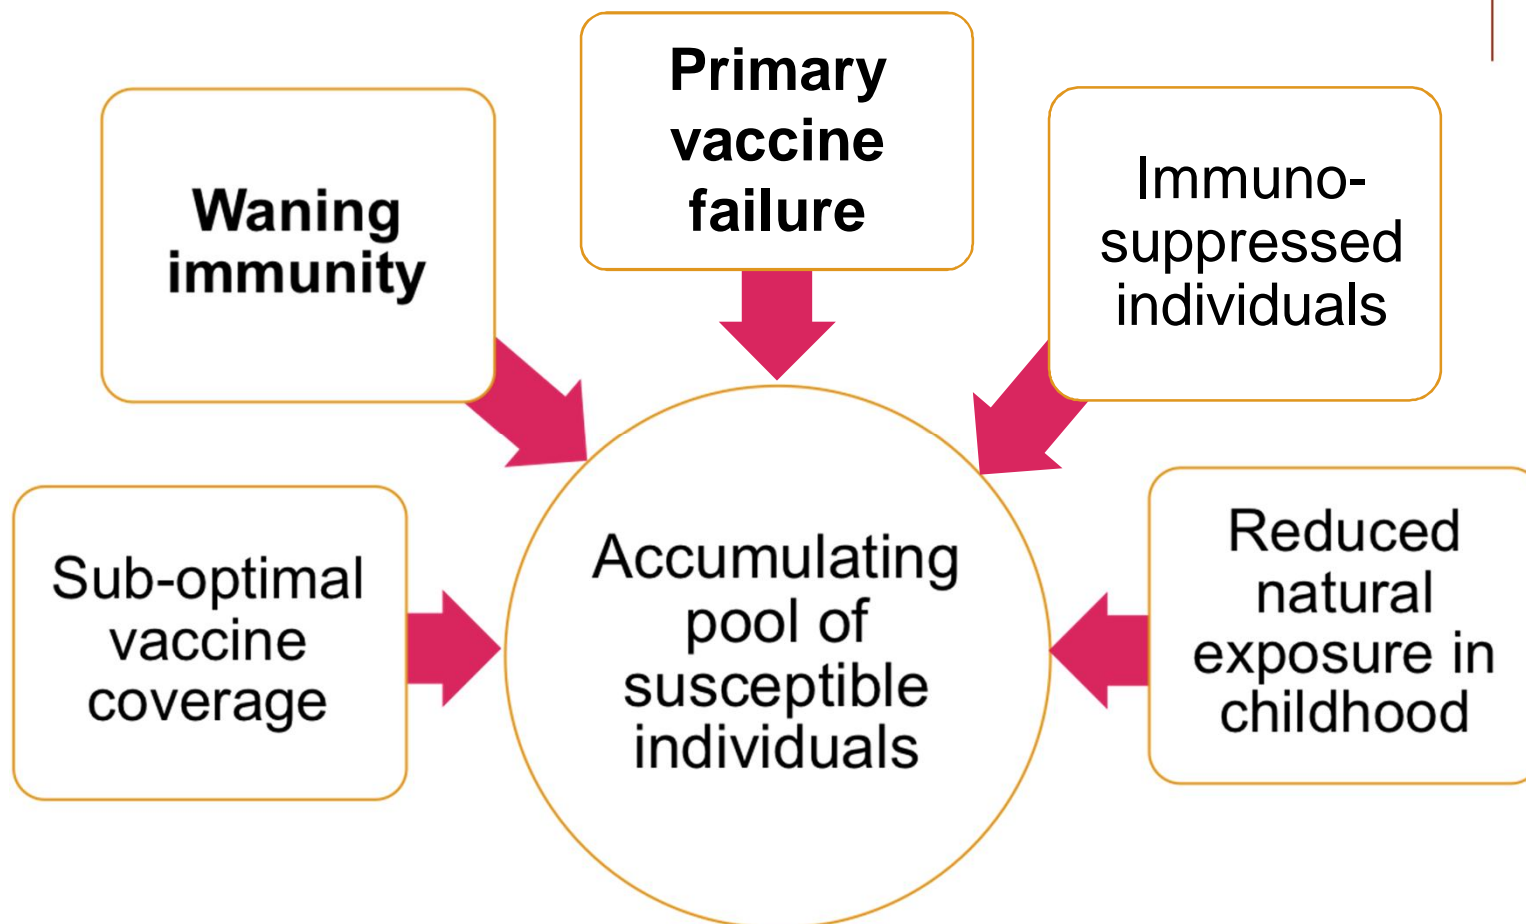 Primary
vaccine
failure
Waning
immunity
Immuno-
suppressed
individuals
Sub-optimal
vaccine
coverage
Accumulating
pool of
susceptible
individuals
Reduced
natural
exposure in
childhood